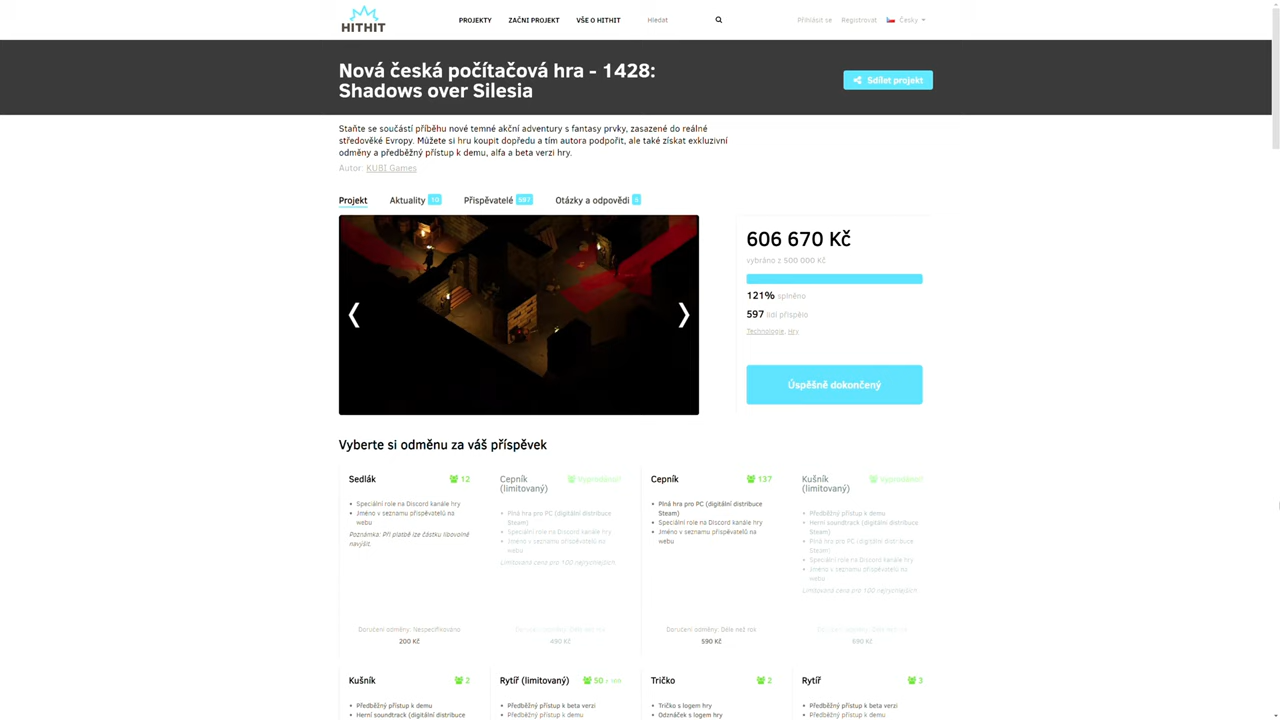 HITHIT
PROJEKTY ZAČNI PROJEKT VŠE O HITHIT Hledat
Přihlásit se Registrovat Česky
Nová česká počítačová hra - 1428:
Shadows over Silesia
Sdílet projekt
Staňte se součástí příběhu nové temné akční adventury s fantasy prvky, zasazené do reálné
středověké Evropy. Můžete si hru koupit dopředu a tím autora podpořit, ale také získat exkluzivní
odměny a předběžný přístup k demu, alfa a beta verzi hry.
Autor: KUBI Games
Projekt Aktuality 10 Přispěvatelé 597 Otázky a odpovědi
606 670 Kč
vybráno z 500 000 Kč
121% splněno
597 lidí přispělo
Technologie, Hry
Úspěšně dokončený
Vyberte si odměnu za váš příspěvek
Sedlák 12
Speciální role na Discord kanále hry
Jméno v seznamu přispěvatelů na
webu
Poznámka: Při platbě lze částku libovolně
navýšit.
Doručení odměny: Nespecifikováno
200 Kč
Cepník
(limitovaný)
Vyprodáno!
Plná hra pro PC (digitální distribuce
Steam)
Speciální role na Discord kanále hry
Jméno v seznamu přispěvatelů na
webu
Limitovaná cena pro 100 nejrychlejších
Doručení odměny: Déle než rok
490 Kč
Cepník 137
Plná hra pro PC (digitální distribuce
Steam)
Speciální role na Discord kanále hry
Jméno v seznamu přispěvatelů na
webu
Doručení odměny: Déle než rok
590 Kč
Kušník
(limitovaný)
Vyprodáno!
Předběžný přístup k demu
Herní soundtrack (digitální distribuce
Steam)
Plná hra pro PC (digitální distribuce
Steam)
Speciální role na Discord kanále hry
Jméno v seznamu přispěvatelů na
webu
Limitovaná cena pro 100 nejrychlejších
Doručení odměny: Déle než rok
690 Kč
Kušník 2
Předběžný přístup k demu
Herní soundtrack (digitální distribuce
Rytíř (limitovaný) 50
Předběžný přístup k beta verzi
Předběžný přístup k demu
Tričko 2
Tričko s logem hry
Odznáček s logem hry
Rytíř 3
Předběžný přístup k beta verzi
Předběžný přístup k demu